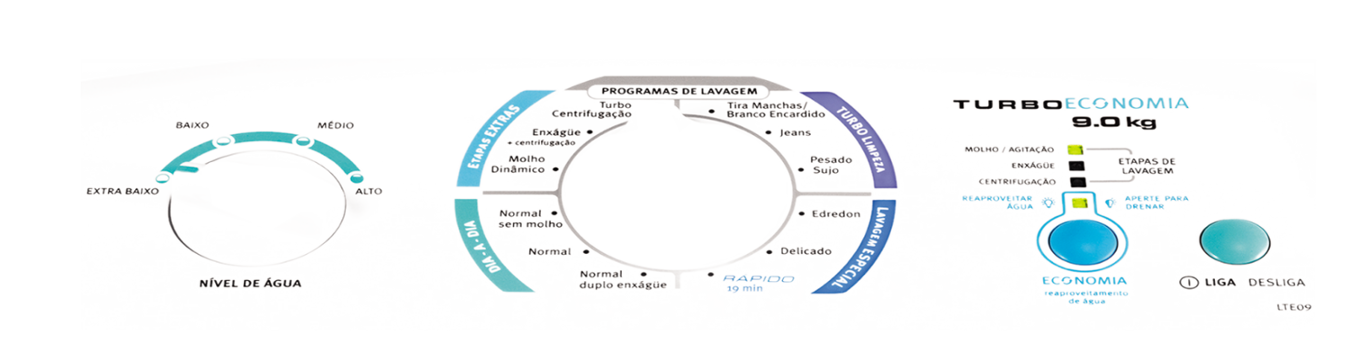 BAIXO
MÉDIO
EXTRA BAIXO
ALTO
NÍVEL DE ÁGUA
PROGRAMAS DE LAVAGEM
ETAPAS EXTRAS
Turbo
Centrifugação
Enxágüe
+ centrifugação
Molho
Dinâmico
DIA - A - DIA
Normal
sem molho
Normal
Normal
duplo enxágüe
TURBO LIMPEZA
Tira Manchas/
Branco Encardido
Jeans
Pesado
Sujo
LAVAGEM ESPECIAL
Edredon
Delicado
RÁPIDO
19 min
TURBO ECONOMIA
9.0 kg
MOLHO / AGITAÇÃO
ENXÁGÜE
CENTRIFUGAÇÃO
ETAPAS DE
LAVAGEM
REAPROVEITAR
ÁGUA
APERTE PARA
DRENAR
ECONOMIA
reaproveitamento
de água
LIGA DESLIGA
LTE09